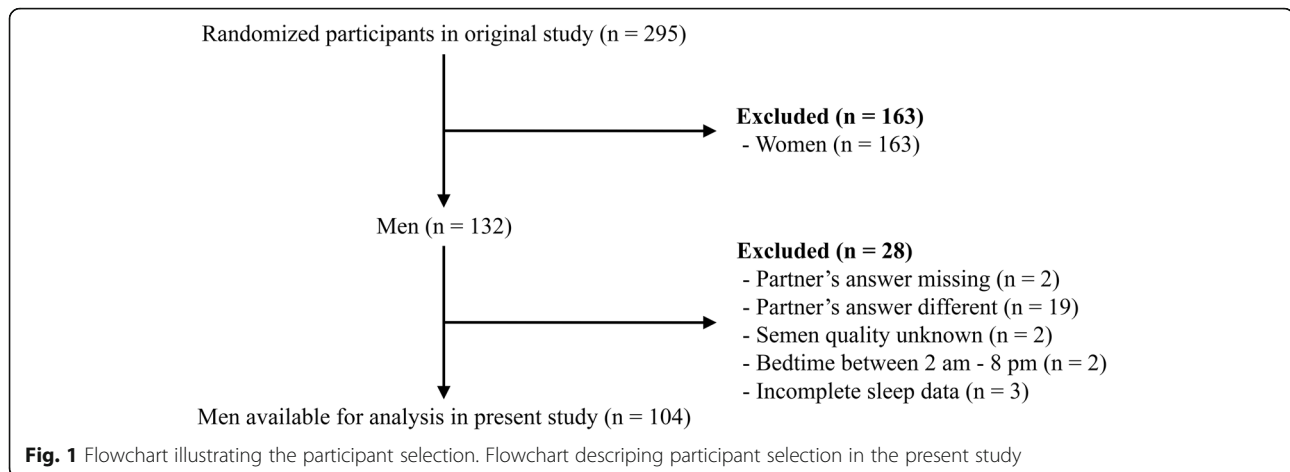 Randomized participants in original study (n = 295)
Excluded (n = 163)
- Women (n = 163)
Men (n = 132)
Excluded (n = 28)
- Partner's answer missing (n = 2)
- Partner's answer different (n = 19)
- Semen quality unknown (n = 2)
- Bedtime between 2 am - 8 pm (n = 2)
- Incomplete sleep data (n = 3)
Men available for analysis in present study (n = 104)
Fig. 1 Flowchart illustrating the participant selection. Flowchart descriping participant selection in the present study